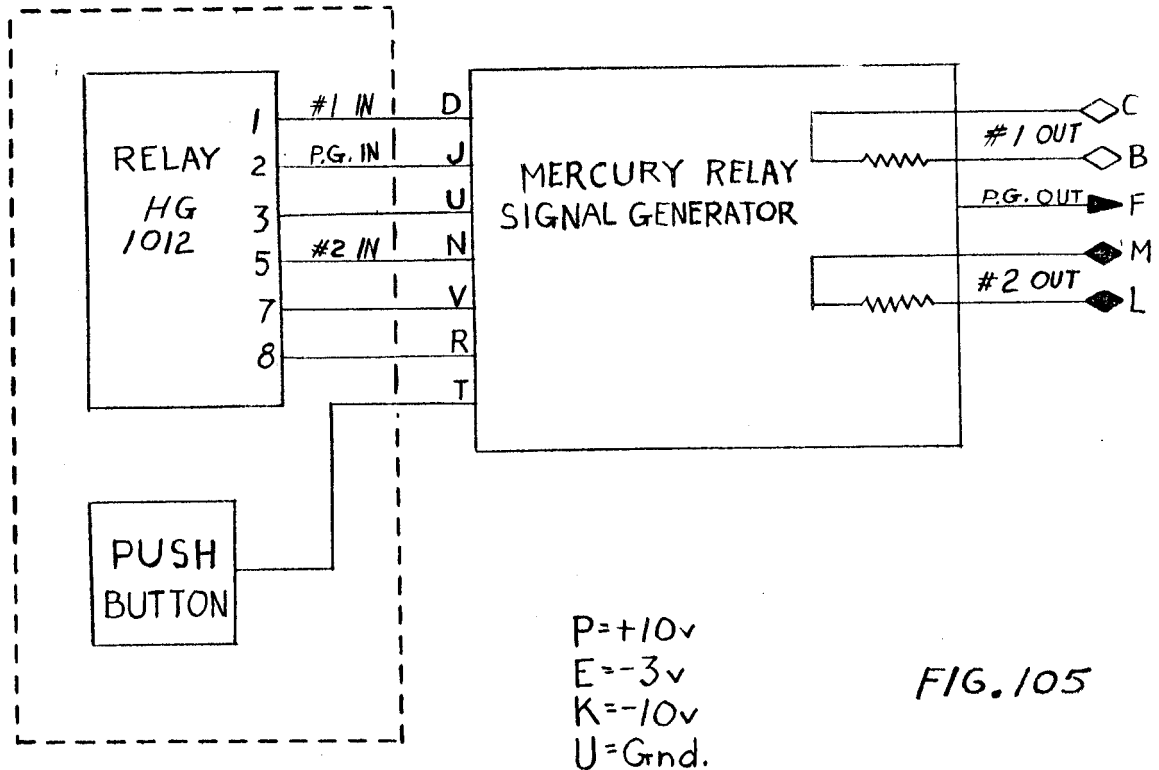 RELAY
HG
1012
1
2
3
5
7
8
#1 IN
P.G. IN
#2 IN
D
J
U
N
V
R
T
MERCURY RELAY
SIGNAL GENERATOR
#1 OUT
P.G. OUT
#2 OUT
C
B
F
M
L
PUSH
BUTTON
P=+10v
E=-3v
K=-10v
U=Gnd.
FIG. 105